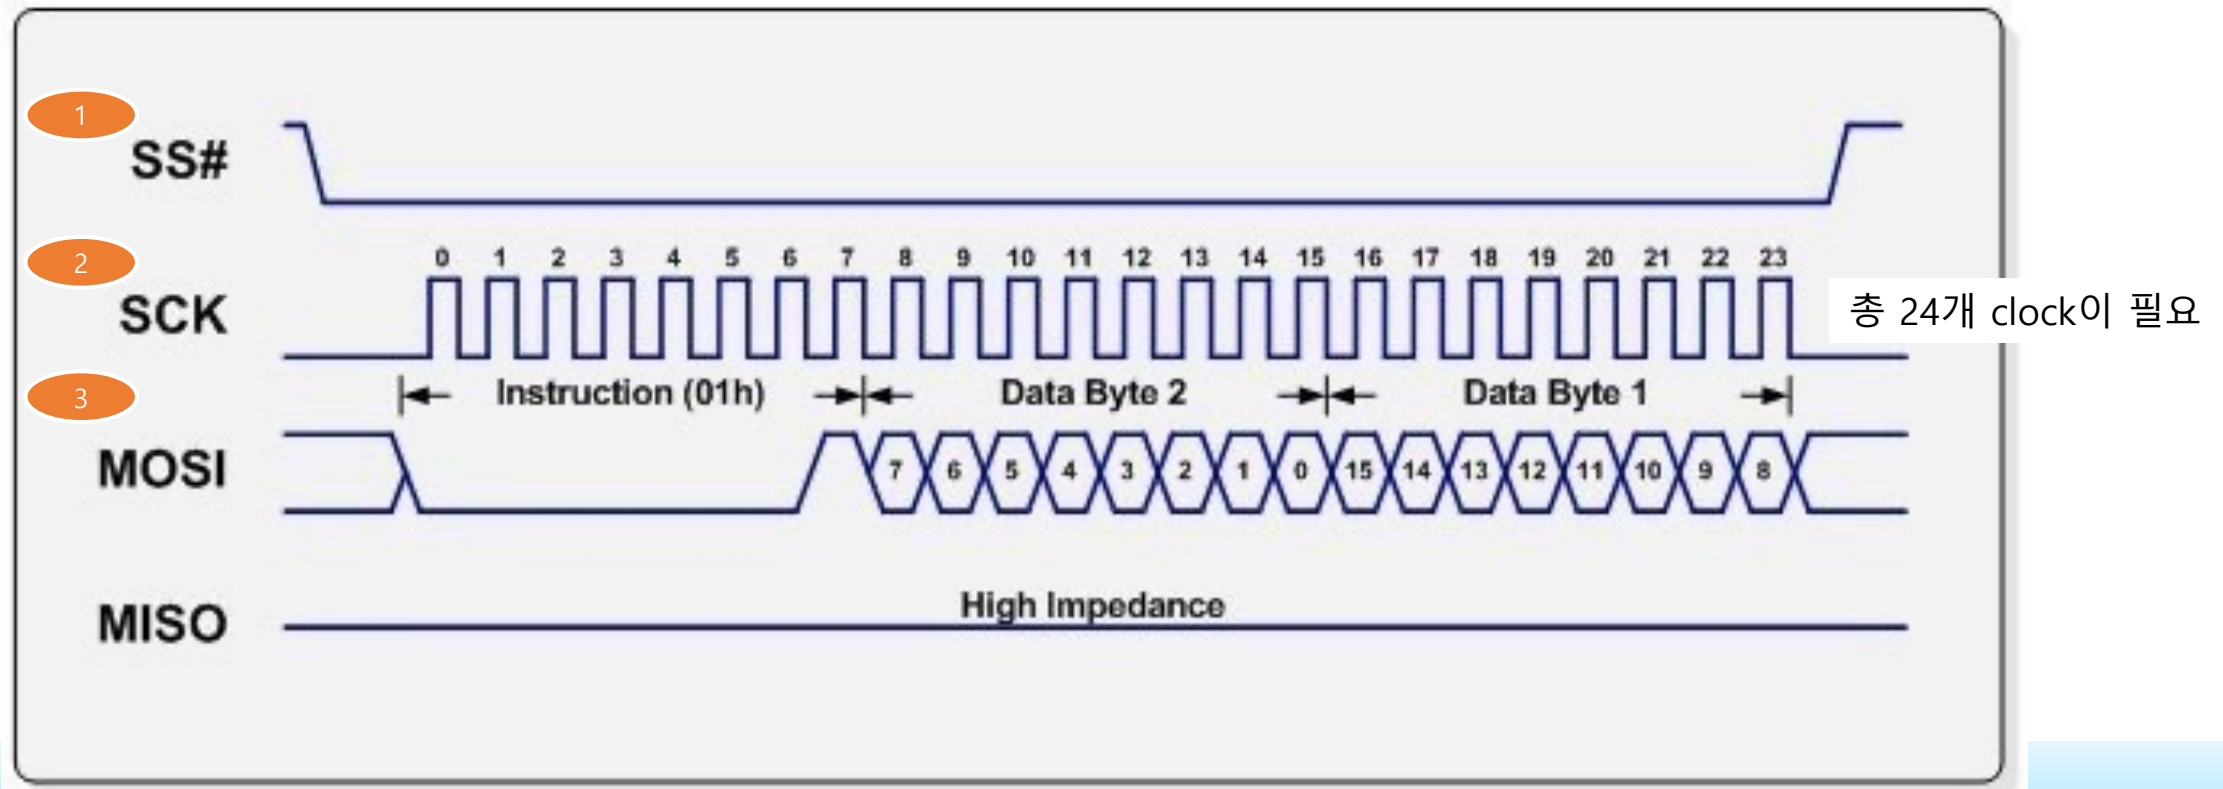 1
SS#
2
0 1 2 3 4 5 6 7 8 9 10 11 12 13 14 15 16 17 18 19 20 21 22 23
SCK
총 24개 clock이 필요
3
Instruction (01h) Data Byte 2 Data Byte 1
MOSI
7 6 5 4 3 2 1 0 15 14 13 12 11 10 9 8
High Impedance
MISO